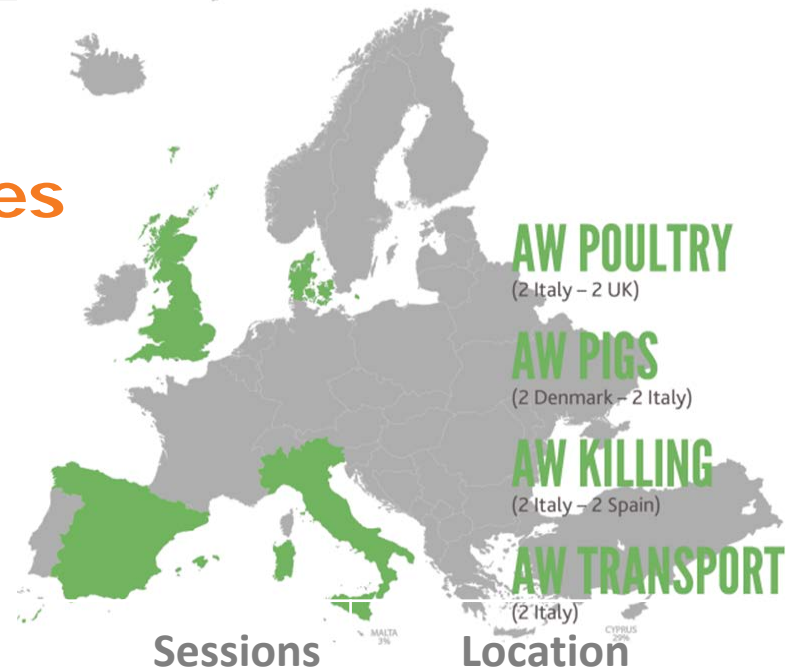 es
AW POULTRY
(2 Italy – 2 UK)
AW PIGS
(2 Denmark – 2 Italy)
AW KILLING
(2 Italy – 2 Spain)
AW TRANSPORT
(2 Italy)
MALTA
3%
CYPRUS
29%
Sessions Location